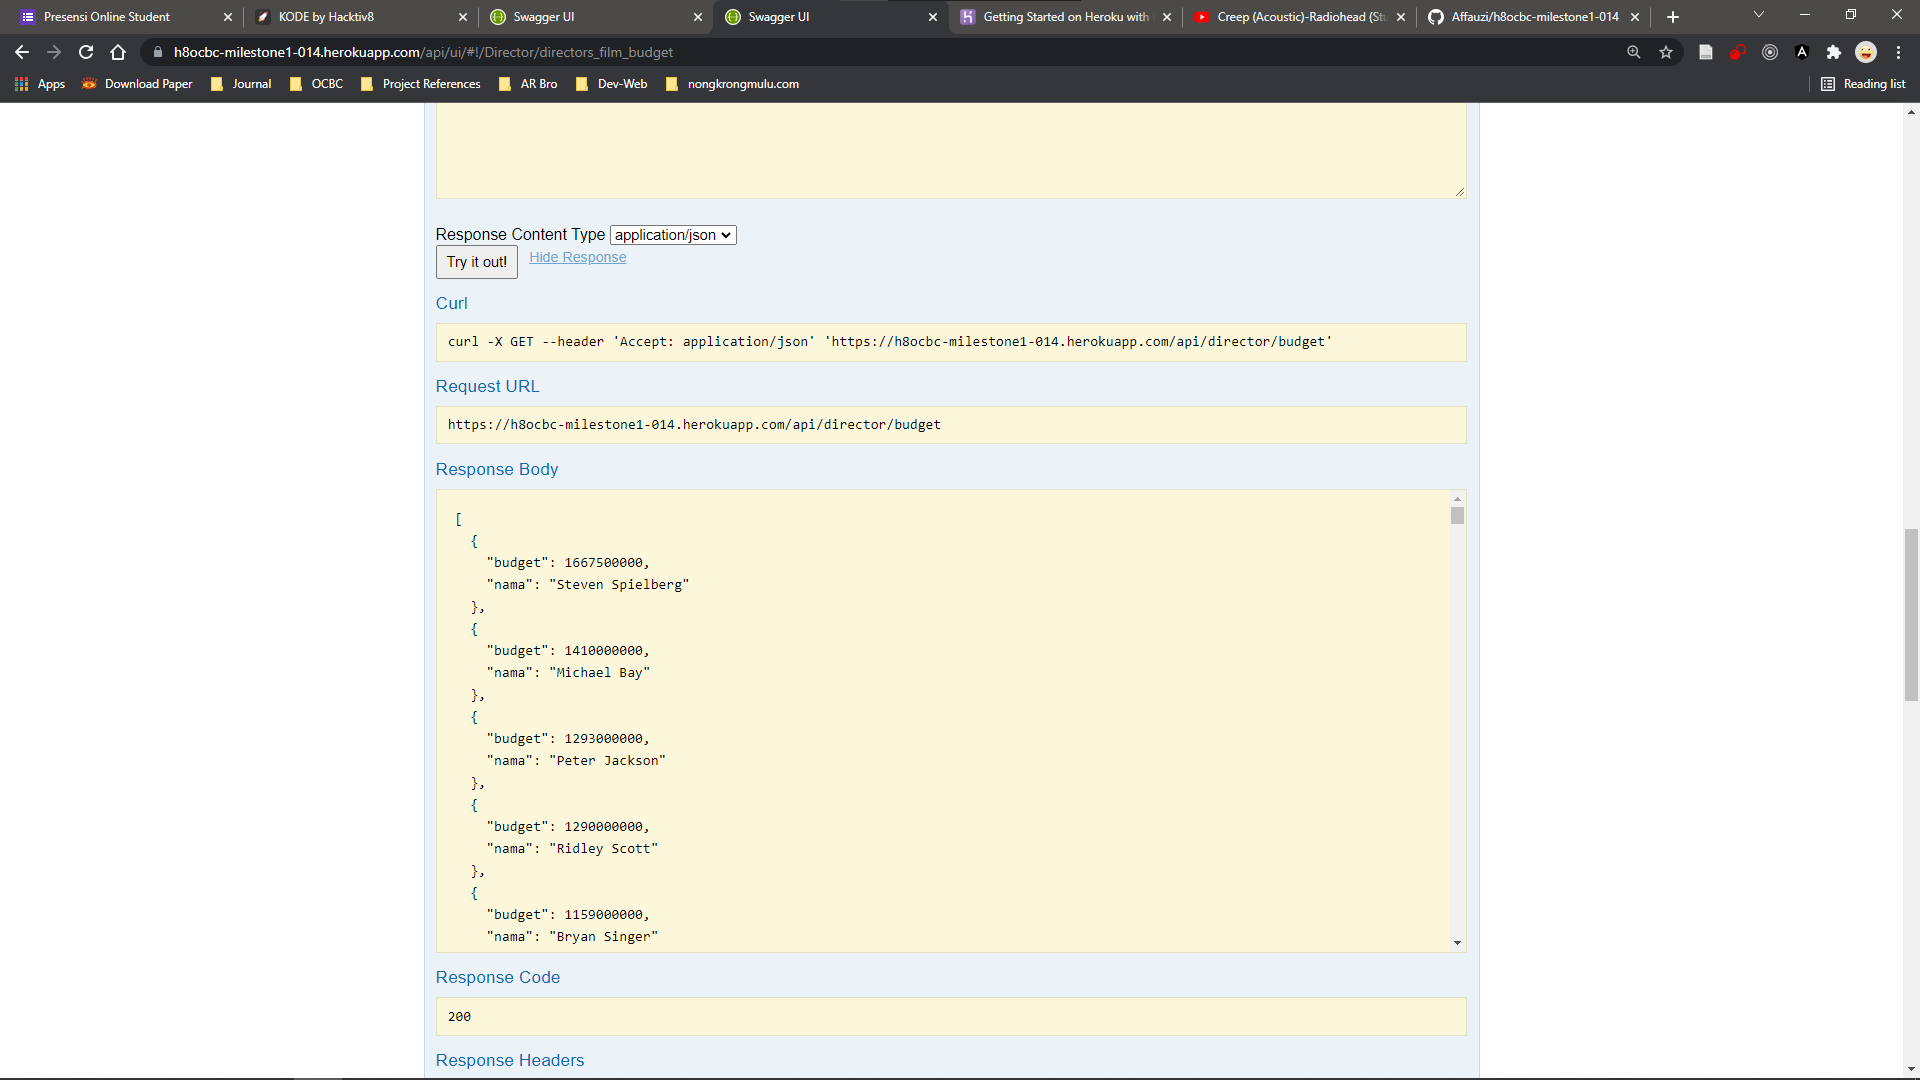 Presensi Online Student
KODE by Hacktiv8
Swagger UI
Swagger UI
Getting Started on Heroku with
Creep (Acoustic)-Radiohead (Stu
Affauzi/h8ocbc-milestone1-014
h8ocbc-milestone1-014.herokuapp.com/api/ui/#!/Director/directors_film_budget
Apps
Download Paper
Journal
OCBC
Project References
AR Bro
Dev-Web
nongkrongmulu.com
Reading list
Response Content Type application/json
Try it out! Hide Response
Curl
curl -X GET --header 'Accept: application/json' 'https://h8ocbc-milestone1-014.herokuapp.com/api/director/budget'
Request URL
https://h8ocbc-milestone1-014.herokuapp.com/api/director/budget
Response Body
[
{
"budget": 1667500000,
"nama": "Steven Spielberg"
},
{
"budget": 1410000000,
"nama": "Michael Bay"
},
{
"budget": 1293000000,
"nama": "Peter Jackson"
},
{
"budget": 1290000000,
"nama": "Ridley Scott"
},
{
"budget": 1159000000,
"nama": "Bryan Singer"
Response Code
200
Response Headers